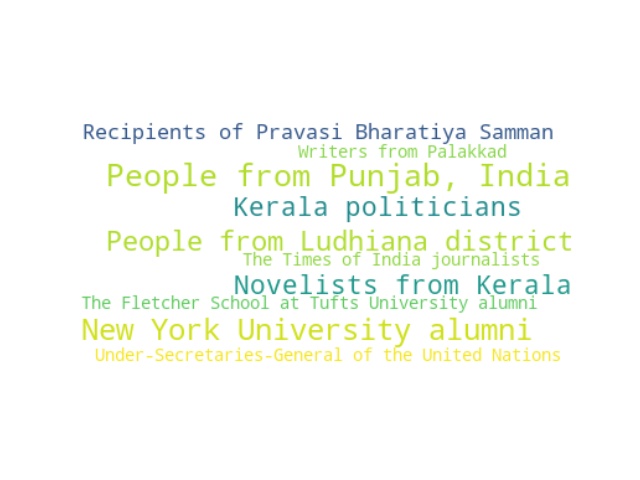 Recipients of Pravasi Bharatiya Samman
Writers from Palakkad
People from Punjab, India
Kerala politicians
People from Ludhiana district
The Times of India journalists
Novelists from Kerala
The Fletcher School at Tufts University alumni
New York University alumni
Under-Secretaries-General of the United Nations